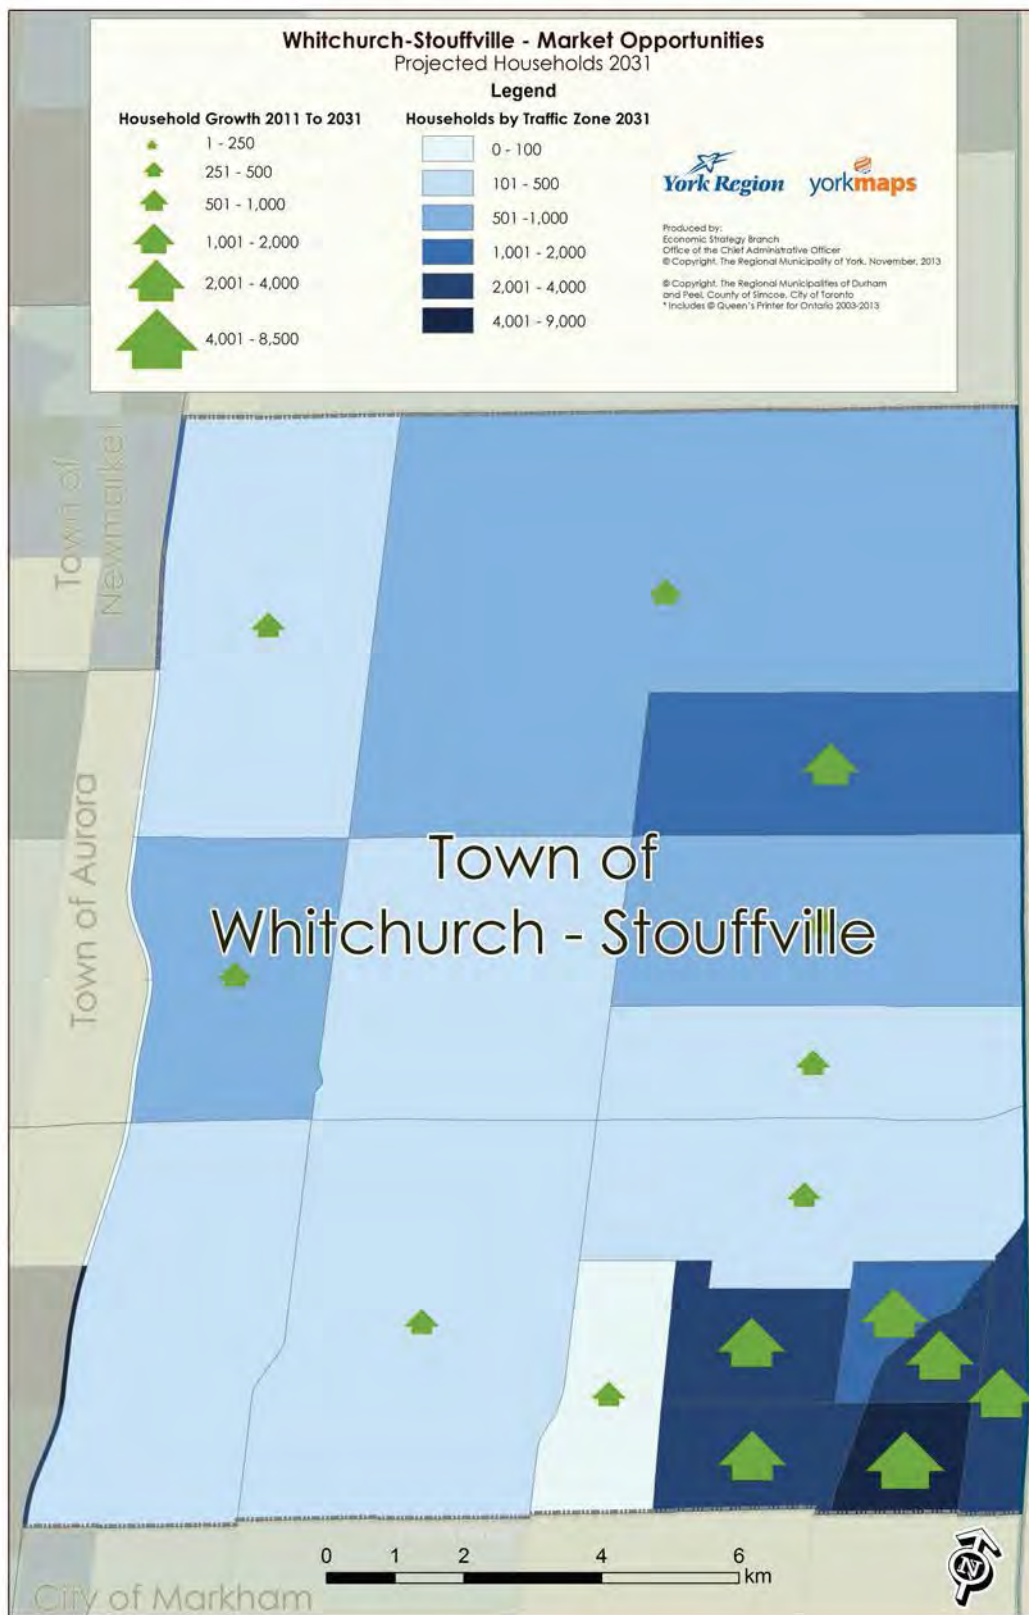 Whitchurch-Stouffville - Market Opportunities
Projected Households 2031
Legend
Household Growth 2011 To 2031
1 - 250
251 - 500
501 - 1,000
1,001 - 2,000
2,001 - 4,000
4,001 - 8,500
Households by Traffic Zone 2031
0 - 100
101 - 500
501 -1,000
1,001 - 2,000
2,001 - 4,000
4,001 - 9,000
York Region yorkmaps
Produced by:
Economic Strategy Branch
Office of the Chief Administrative Officer
© Copyright, The Regional Municipality of York, November, 2013
© Copyright, The Regional Municipalities of Durham
and Peel, County of Simcoe, City of Toronto
* Includes © Queen's Printer for Ontario 2003-2013
Town of
Newmarket
Town of Aurora
Town of
Whitchurch - Stouffville
0 1 2 4 6
km
N
City of Markham